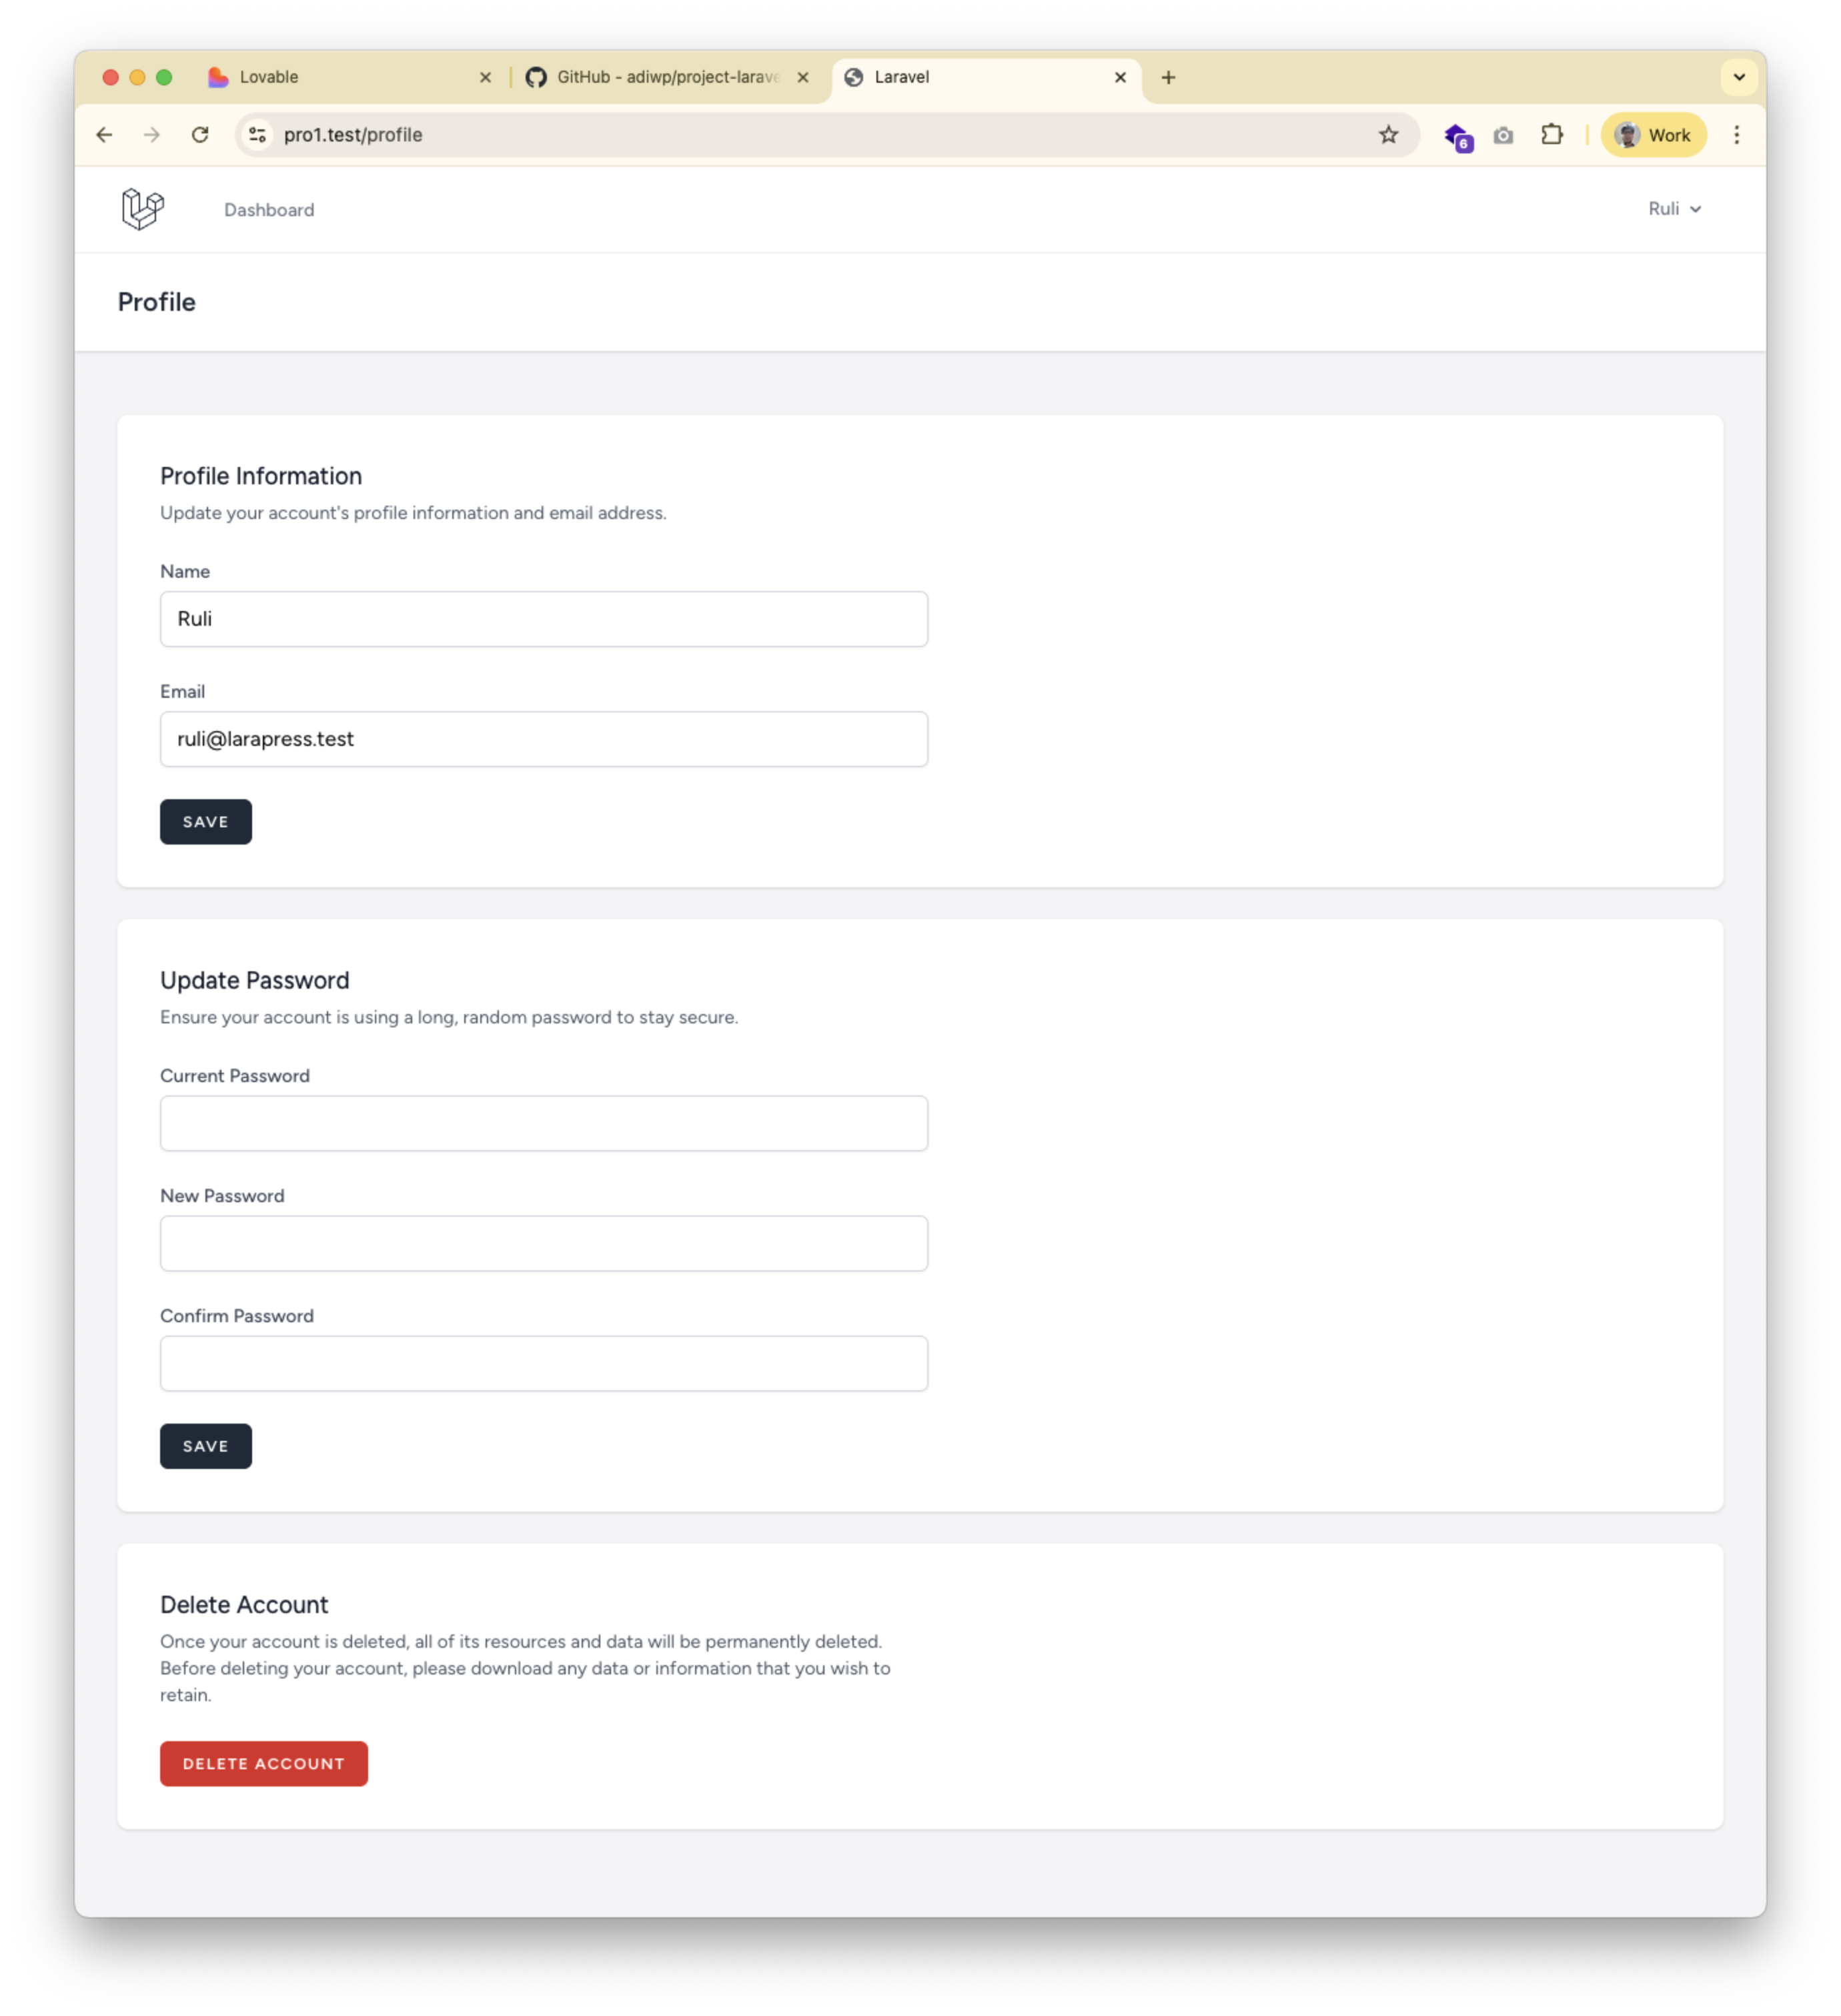 Lovable
GitHub - adiwp/project-larave
Laravel
pro1.test/profile
6
Work
Dashboard
Ruli
Profile
Profile Information
Update your account's profile information and email address.
Name
Ruli
Email
ruli@larapress.test
SAVE
Update Password
Ensure your account is using a long, random password to stay secure.
Current Password
New Password
Confirm Password
SAVE
Delete Account
Once your account is deleted, all of its resources and data will be permanently deleted.
Before deleting your account, please download any data or information that you wish to
retain.
DELETE ACCOUNT